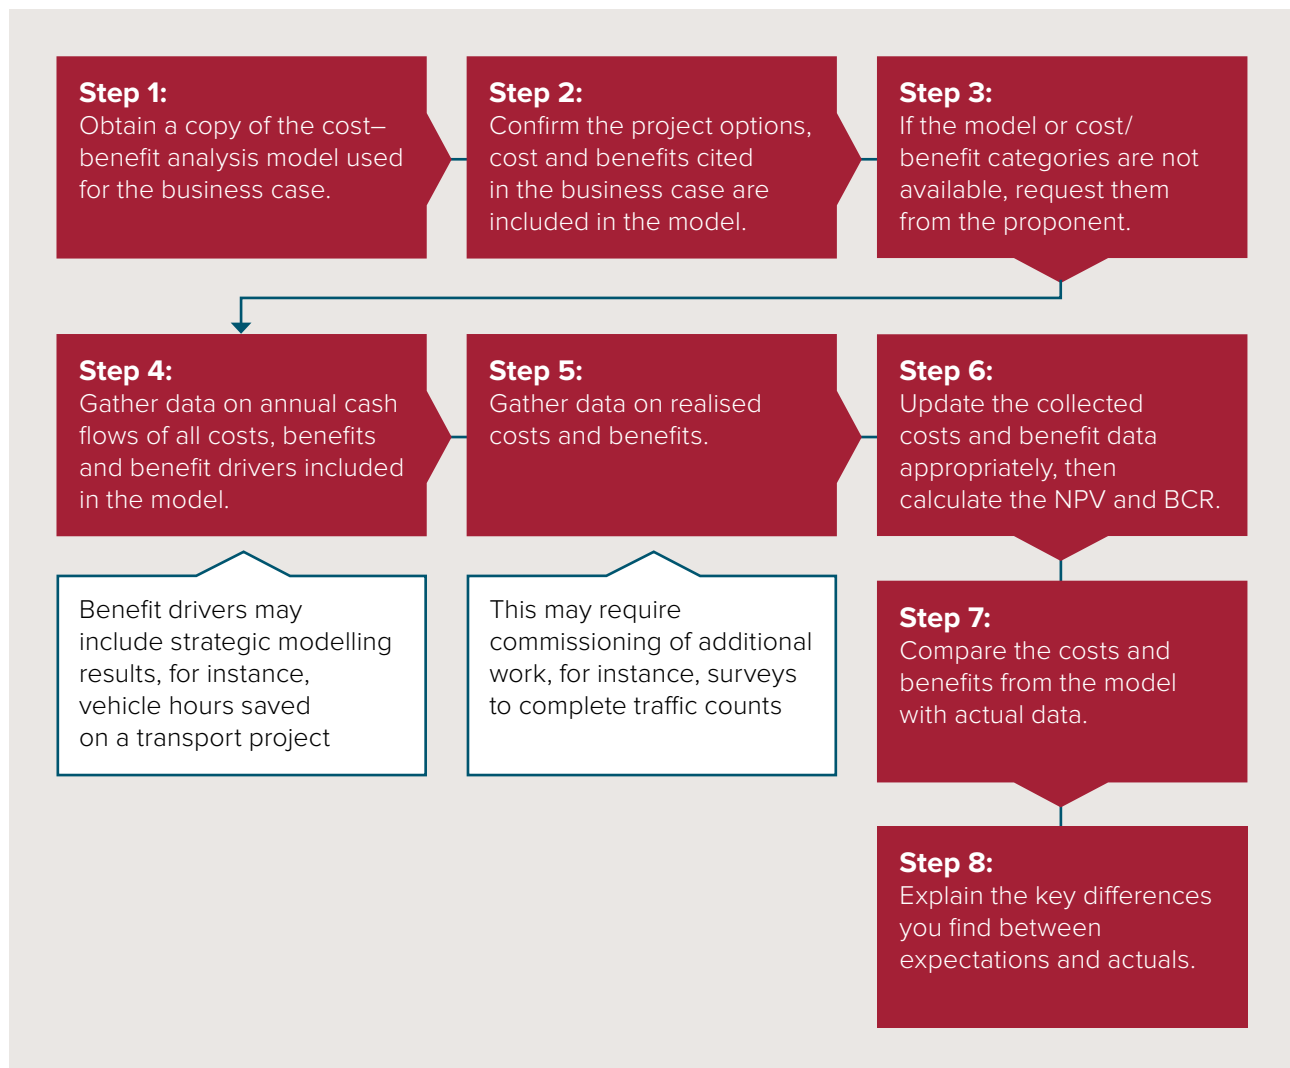 Step 1:
Obtain a copy of the cost–
benefit analysis model used
for the business case.
Step 2:
Confirm the project options,
cost and benefits cited
in the business case are
included in the model.
Step 3:
If the model or cost/
benefit categories are not
available, request them
from the proponent.
Step 4:
Gather data on annual cash
flows of all costs, benefits
and benefit drivers included
in the model.
Step 5:
Gather data on realised
costs and benefits.
Step 6:
Update the collected
costs and benefit data
appropriately, then
calculate the NPV and BCR.
Benefit drivers may
include strategic modelling
results, for instance,
vehicle hours saved
on a transport project
This may require
commissioning of additional
work, for instance, surveys
to complete traffic counts
Step 7:
Compare the costs and
benefits from the model
with actual data.
Step 8:
Explain the key differences
you find between
expectations and actuals.